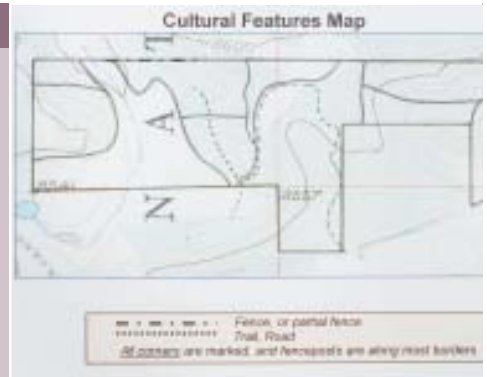 Cultural Features Map
A
N
Fence, or partial fence
Trail, Road
All corners are marked, and fenceposts are along most borders